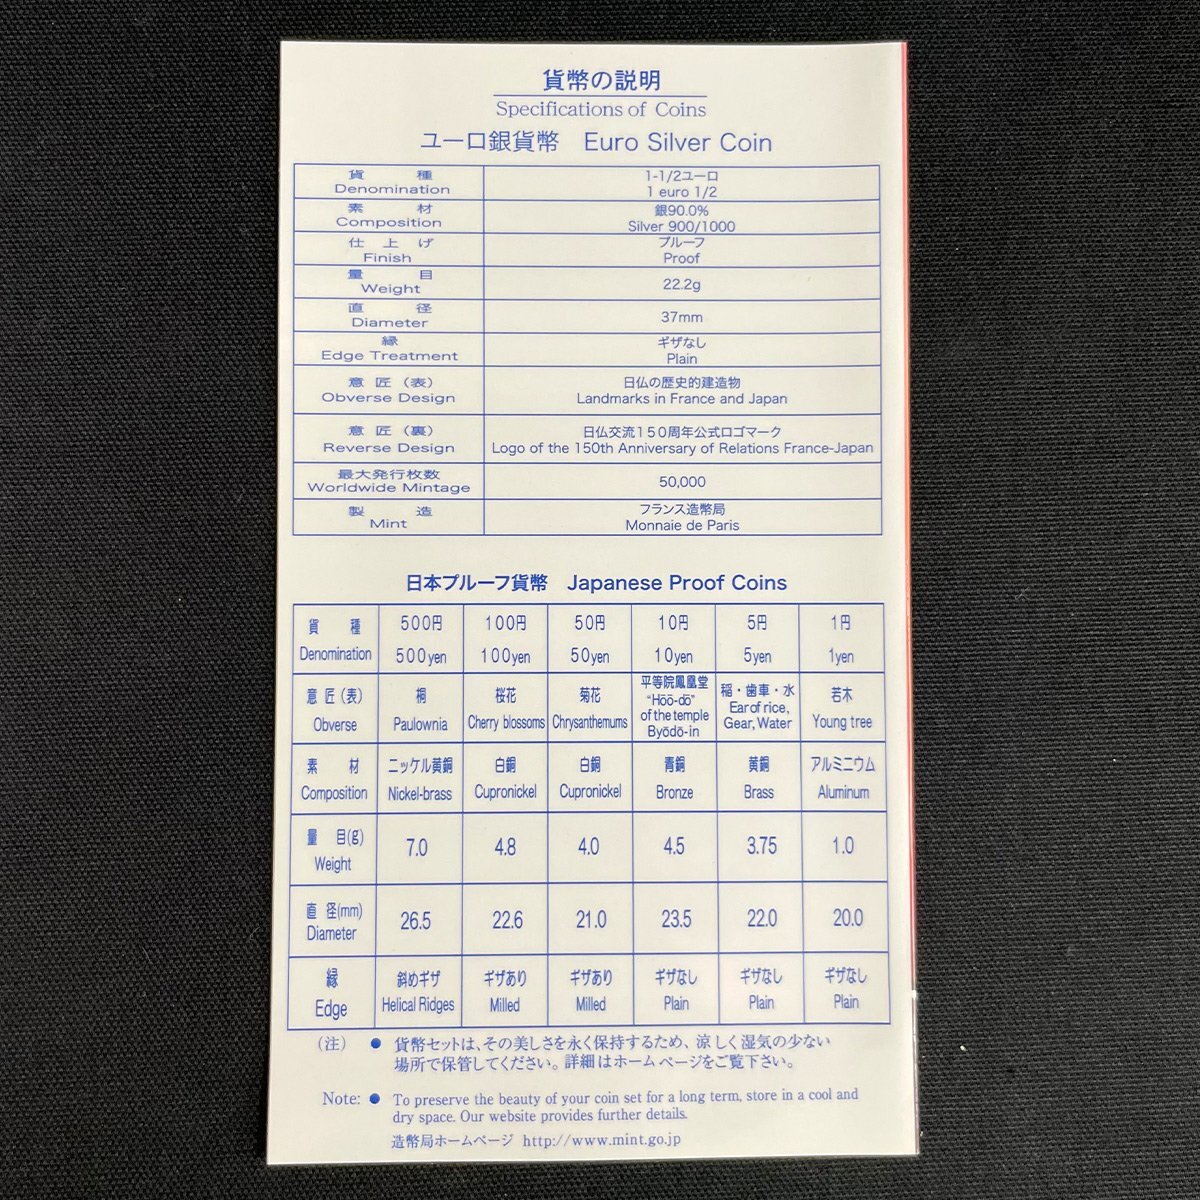 貨幣の説明
Specifications of Coins
ユーロ銀貨幣 Euro Silver Coin
貨種 1-1/2ユーロ
Denomination 1 euro 1/2
素材 銀90.0%
Composition Silver 900/1000
仕上げ プルーフ
Finish Proof
量目
Weight 22.2g
直径
Diameter 37mm
縁 ギザなし
Edge Treatment Plain
意匠(表) 日仏の歴史的建造物
Obverse Design Landmarks in France and Japan
意匠(裏) 日仏交流150周年公式ロゴマーク
Reverse Design Logo of the 150th Anniversary of Relations France-Japan
最大発行枚数
Worldwide Mintage 50,000
製造 フランス造幣局
Mint Monnaie de Paris
日本プルーフ貨幣 Japanese Proof Coins
貨種 500円 100円 50円 10円 5円 1円
Denomination 500yen 100yen 50yen 10yen 5yen 1yen
意匠(表) 桐 桜花 菊花 平等院鳳凰堂 稲・歯車・水 若木
Obverse Paulownia Cherry blossoms Chrysanthemums "Hōō-dō" of the temple Byōdō-in Ear of rice, Gear, Water Young tree
素材 ニッケル黄銅 白銅 白銅 青銅 黄銅 アルミニウム
Composition Nickel-brass Cupronickel Cupronickel Bronze Brass Aluminum
量目(g)
Weight 7.0 4.8 4.0 4.5 3.75 1.0
直径(mm)
Diameter 26.5 22.6 21.0 23.5 22.0 20.0
縁 斜めギザ ギザあり ギザあり ギザなし ギザなし ギザなし
Edge Helical Ridges Milled Milled Plain Plain Plain
(注) ● 貨幣セットは、その美しさを永く保持するため、涼しく湿気の少ない
場所で保管してください。詳細はホームページをご覧下さい。
Note: ● To preserve the beauty of your coin set for a long term, store in a cool and
dry space. Our website provides further details.
造幣局ホームページ http://www.mint.go.jp